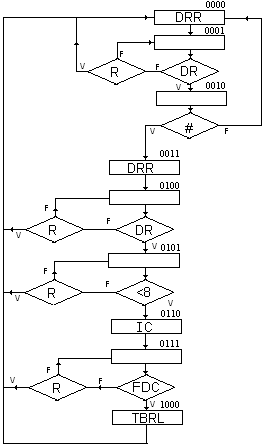 0000
DRR
0001
F
V
R
F
DR
V
0010
V
#
F
0011
DRR
0100
F
V
R
F
DR
V
0101
F
V
R
F
<8
V
0110
IC
0111
F
V
R
F
FDC
V
1000
TBRL